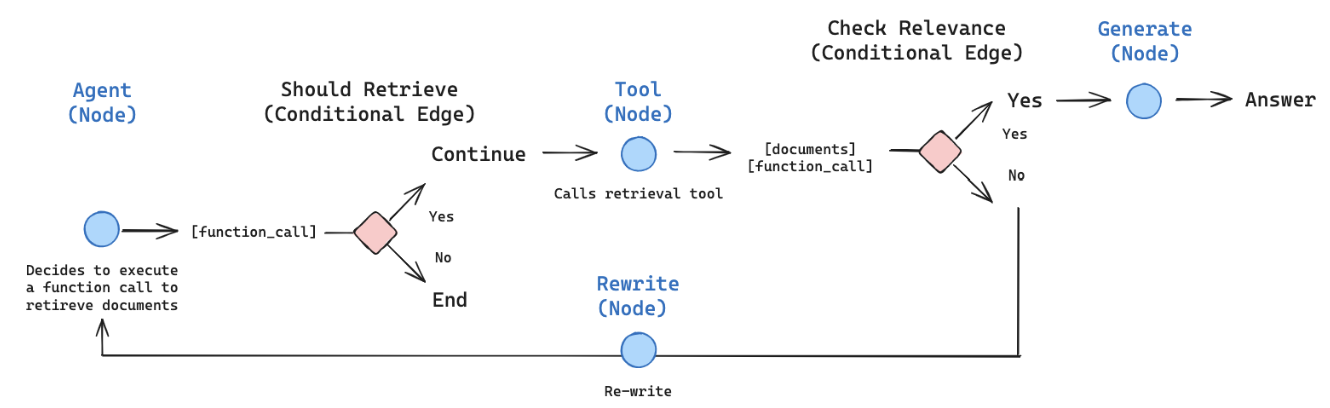 Check Relevance
(Conditional Edge)
Generate
(Node)
Agent
(Node)
Should Retrieve
(Conditional Edge)
Tool
(Node)
Yes
Answer
Yes
Continue
[documents]
[function_call]
No
Calls retrieval tool
Yes
[function_call]
No
Decides to execute
a function call to
retireve documents
End
Rewrite
(Node)
Re-write